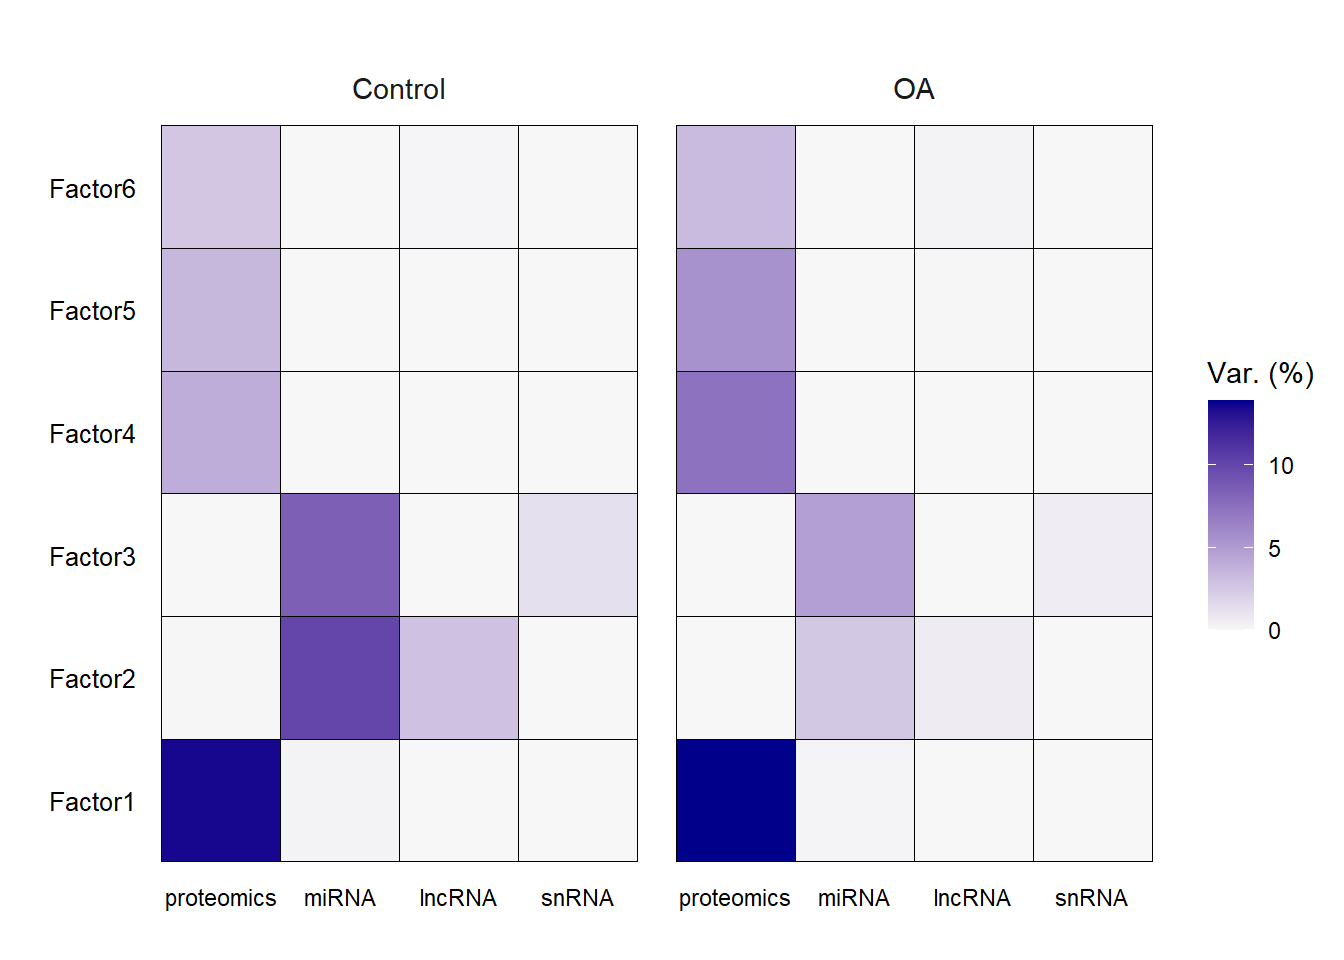 Control
OA
Factor6
Factor5
Factor4
Factor3
Factor2
Factor1
proteomics
miRNA
lncRNA
snRNA
proteomics
miRNA
lncRNA
snRNA
Var. (%)
10
5
0